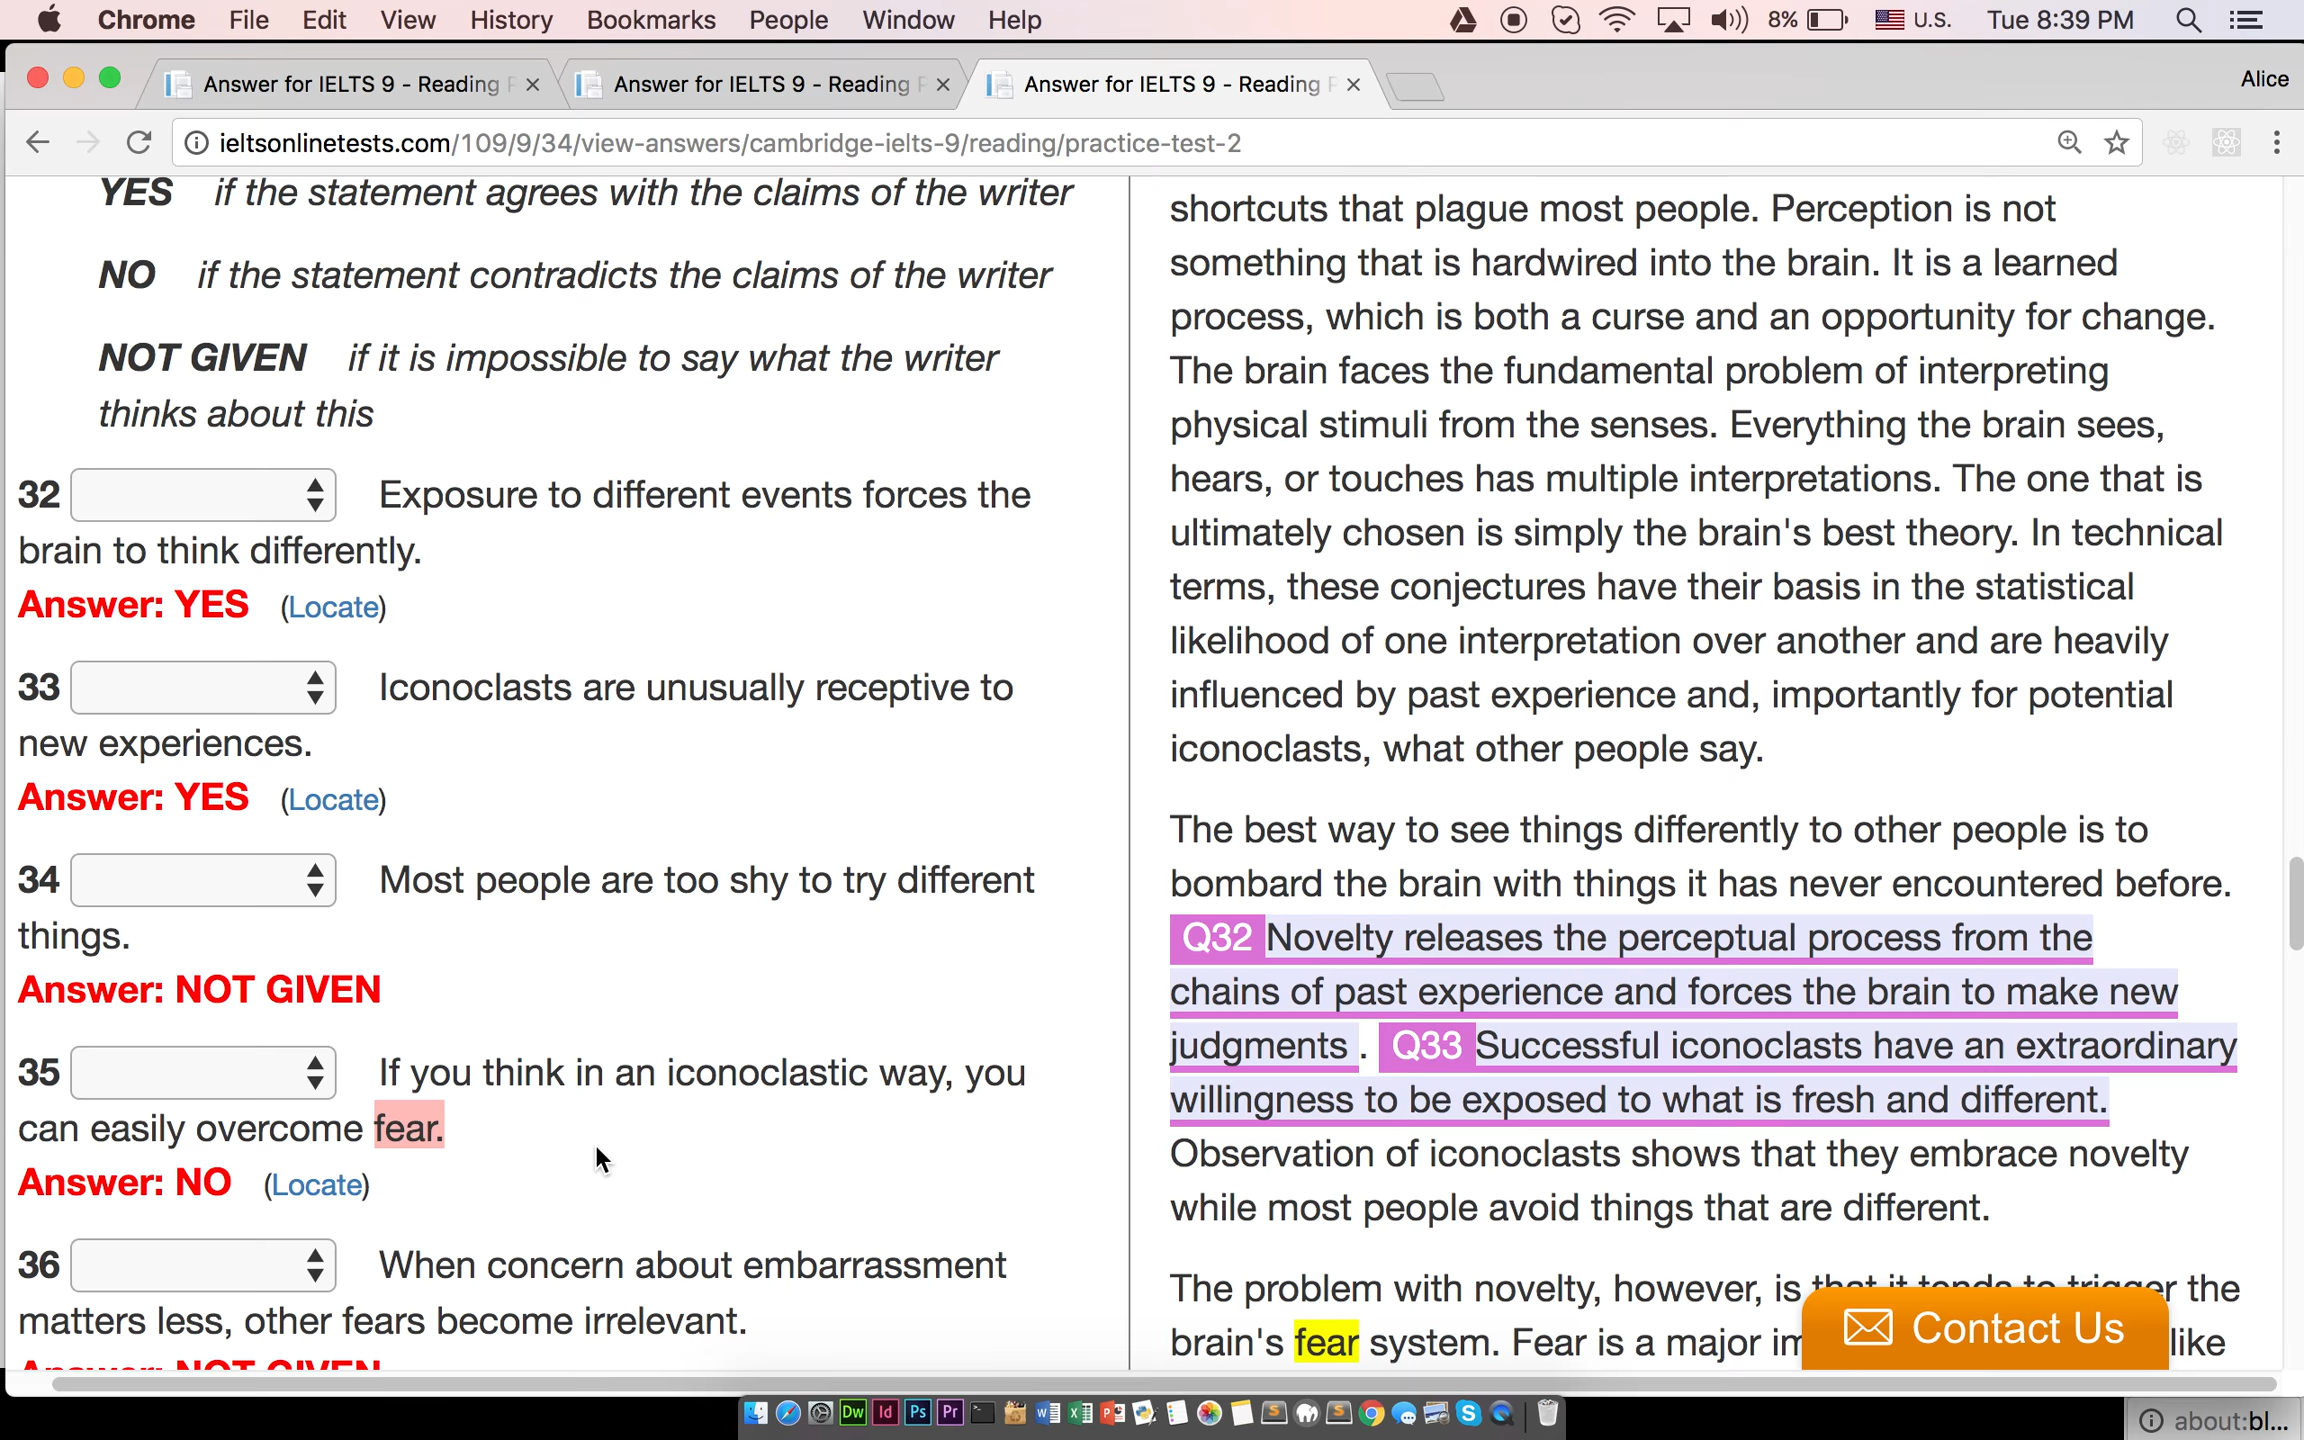 Chrome File Edit View History Bookmarks People Window Help 8% U.S. Tue 8:39 PM
Answer for IELTS 9 - Reading Answer for IELTS 9 - Reading Answer for IELTS 9 - Reading Alice
ieltsonlinetests.com/109/9/34/view-answers/cambridge-ielts-9/reading/practice-test-2
YES if the statement agrees with the claims of the writer
NO if the statement contradicts the claims of the writer
NOT GIVEN if it is impossible to say what the writer
thinks about this
32 Exposure to different events forces the
brain to think differently.
Answer: YES (Locate)
33 Iconoclasts are unusually receptive to
new experiences.
Answer: YES (Locate)
34 Most people are too shy to try different
things.
Answer: NOT GIVEN
35 If you think in an iconoclastic way, you
can easily overcome fear.
Answer: NO (Locate)
36 When concern about embarrassment
matters less, other fears become irrelevant.
Answer: NOT GIVEN
shortcuts that plague most people. Perception is not
something that is hardwired into the brain. It is a learned
process, which is both a curse and an opportunity for change.
The brain faces the fundamental problem of interpreting
physical stimuli from the senses. Everything the brain sees,
hears, or touches has multiple interpretations. The one that is
ultimately chosen is simply the brain's best theory. In technical
terms, these conjectures have their basis in the statistical
likelihood of one interpretation over another and are heavily
influenced by past experience and, importantly for potential
iconoclasts, what other people say.
The best way to see things differently to other people is to
bombard the brain with things it has never encountered before.
Q32 Novelty releases the perceptual process from the
chains of past experience and forces the brain to make new
judgments . Q33 Successful iconoclasts have an extraordinary
willingness to be exposed to what is fresh and different.
Observation of iconoclasts shows that they embrace novelty
while most people avoid things that are different.
The problem with novelty, however, is that it tends to trigger the
brain's fear system. Fear is a major like
Contact Us
Dw Id Ps Pr
about:bl...